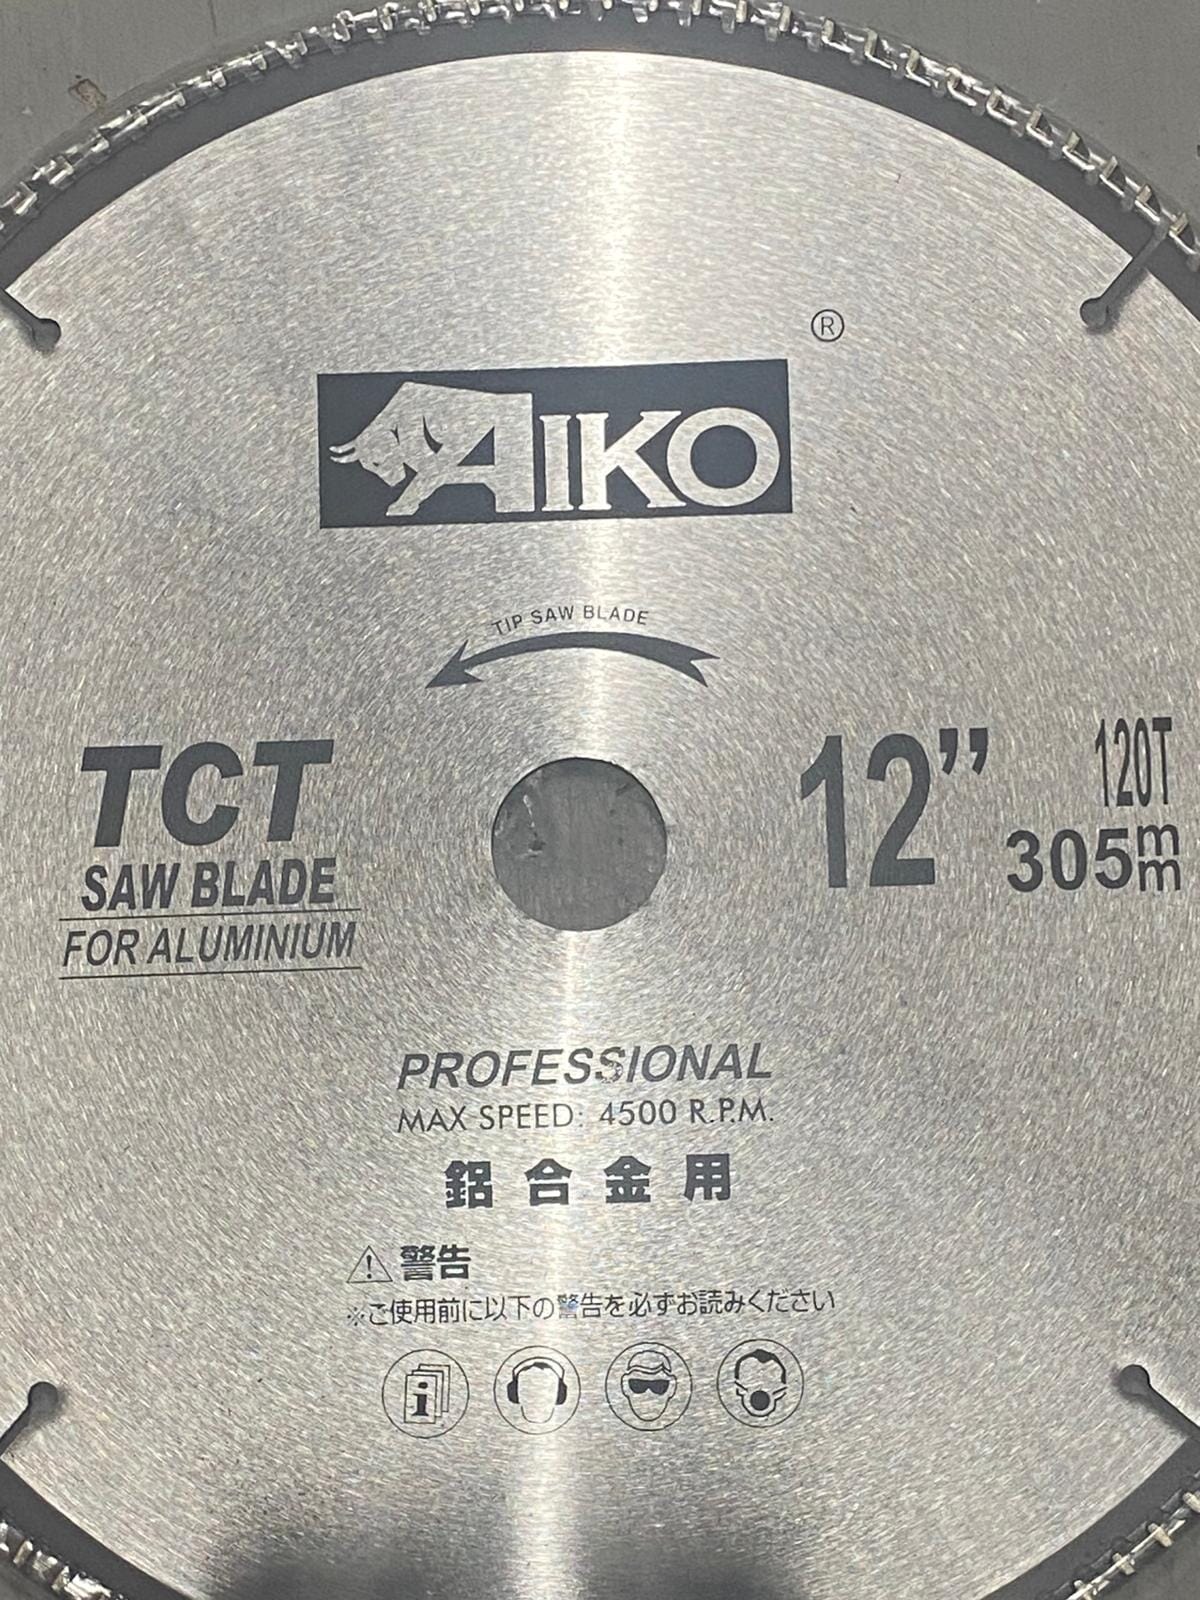 ®
AIKO
TIP SAW BLADE
TCT
SAW BLADE
FOR ALUMINIUM
12” 120T
305mm
PROFESSIONAL
MAX SPEED: 4500 R.P.M.
鋁合金用
⚠ 警告
※ご使用前に以下の警告を必ずお読みください
i